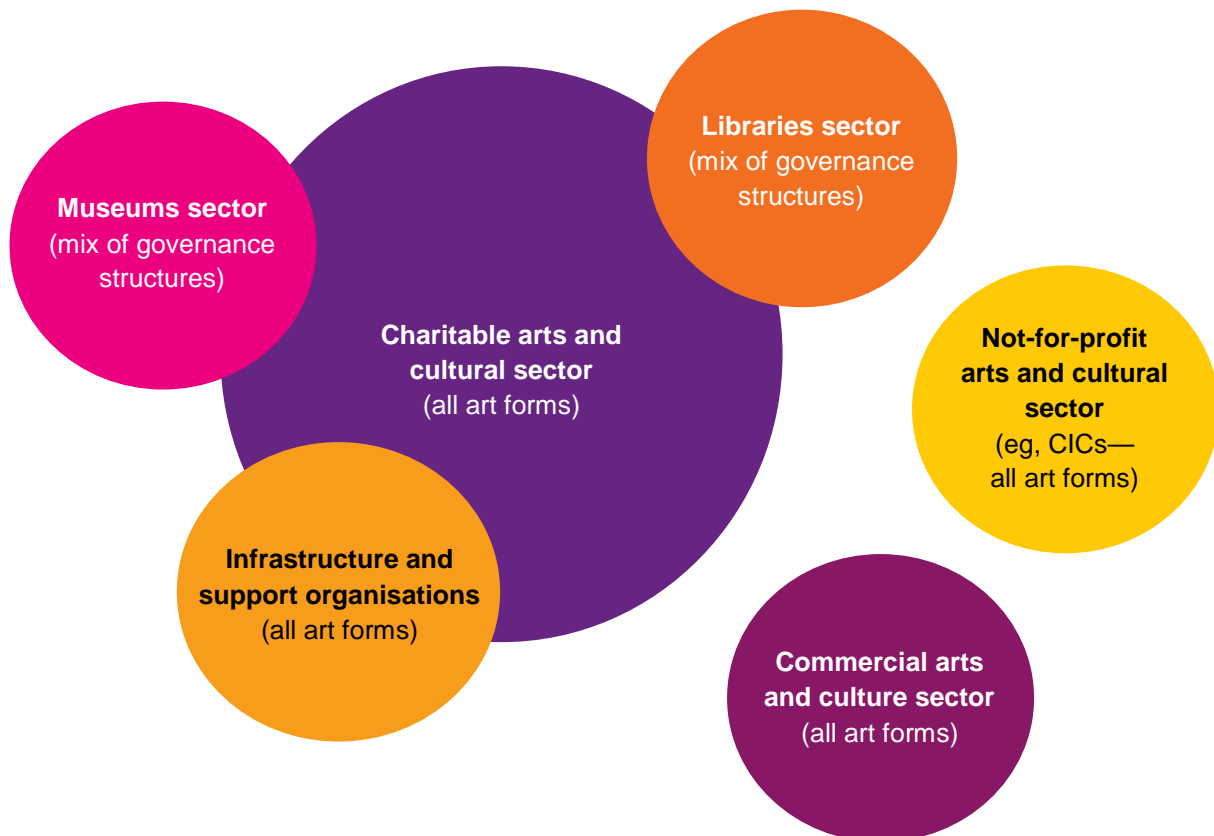 Libraries sector
(mix of governance
structures)
Museums sector
(mix of governance
structures)
Charitable arts and
cultural sector
(all art forms)
Not-for-profit
arts and cultural
sector
(eg, CICs—
all art forms)
Infrastructure and
support organisations
(all art forms)
Commercial arts
and culture sector
(all art forms)